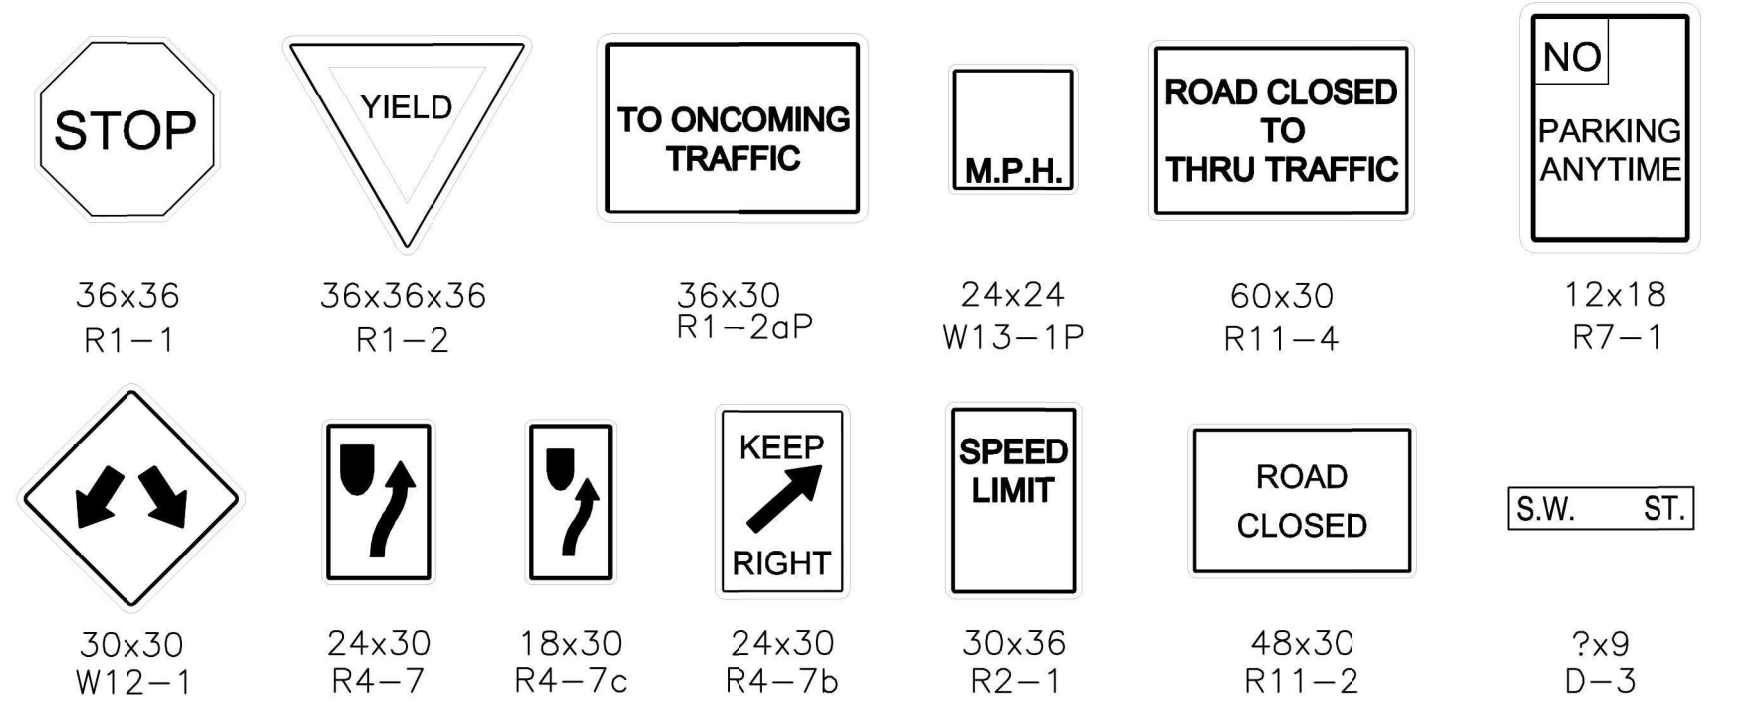 STOP
36x36
R1-1
YIELD
36x36x36
R1-2
TO ONCOMING
TRAFFIC
36x30
R1-2aP
M.P.H.
24x24
W13-1P
ROAD CLOSED
TO
THRU TRAFFIC
60x30
R11-4
NO
PARKING
ANYTIME
12x18
R7-1
30x30
W12-1
24x30
R4-7
18x30
R4-7c
KEEP
RIGHT
24x30
R4-7b
SPEED
LIMIT
30x36
R2-1
ROAD
CLOSED
48x30
R11-2
S.W. ST.
?x9
D-3